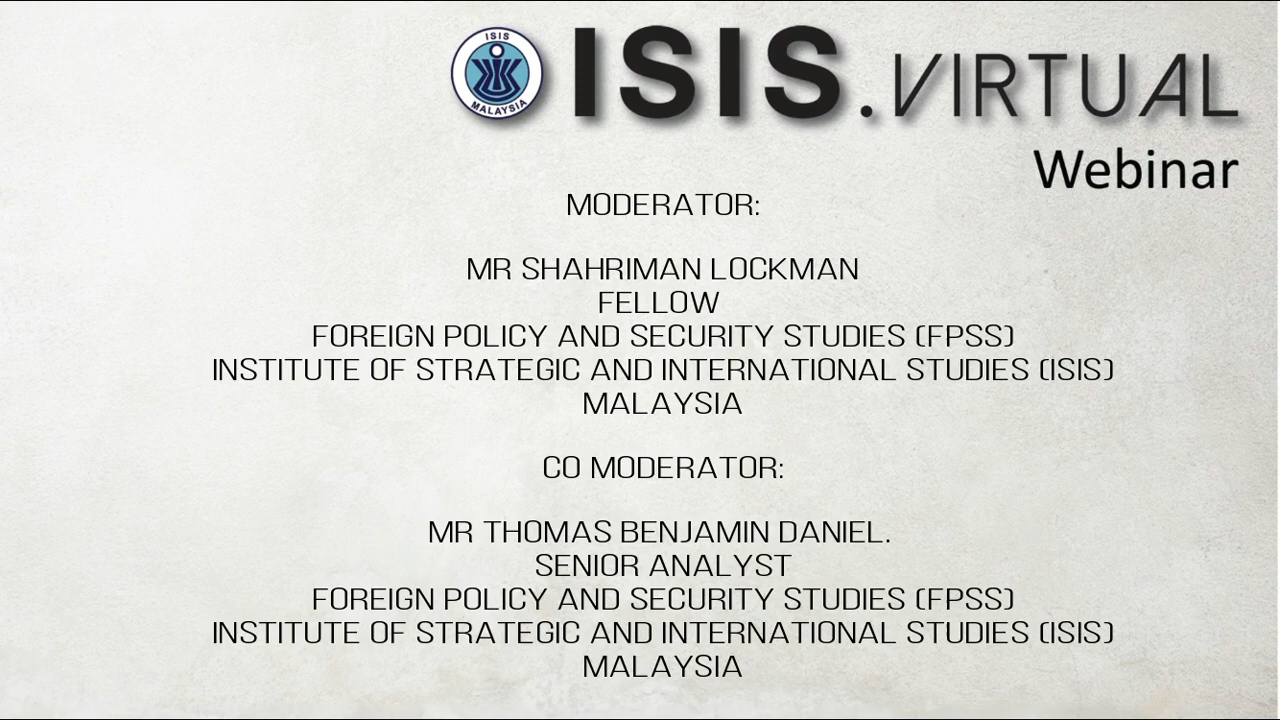 ISIS
MALAYSIA
ISIS.VIRTUAL
Webinar
MODERATOR:
MR SHAHRIMAN LOCKMAN
FELLOW
FOREIGN POLICY AND SECURITY STUDIES (FPSS)
INSTITUTE OF STRATEGIC AND INTERNATIONAL STUDIES (ISIS)
MALAYSIA
CO MODERATOR:
MR THOMAS BENJAMIN DANIEL.
SENIOR ANALYST
FOREIGN POLICY AND SECURITY STUDIES (FPSS)
INSTITUTE OF STRATEGIC AND INTERNATIONAL STUDIES (ISIS)
MALAYSIA